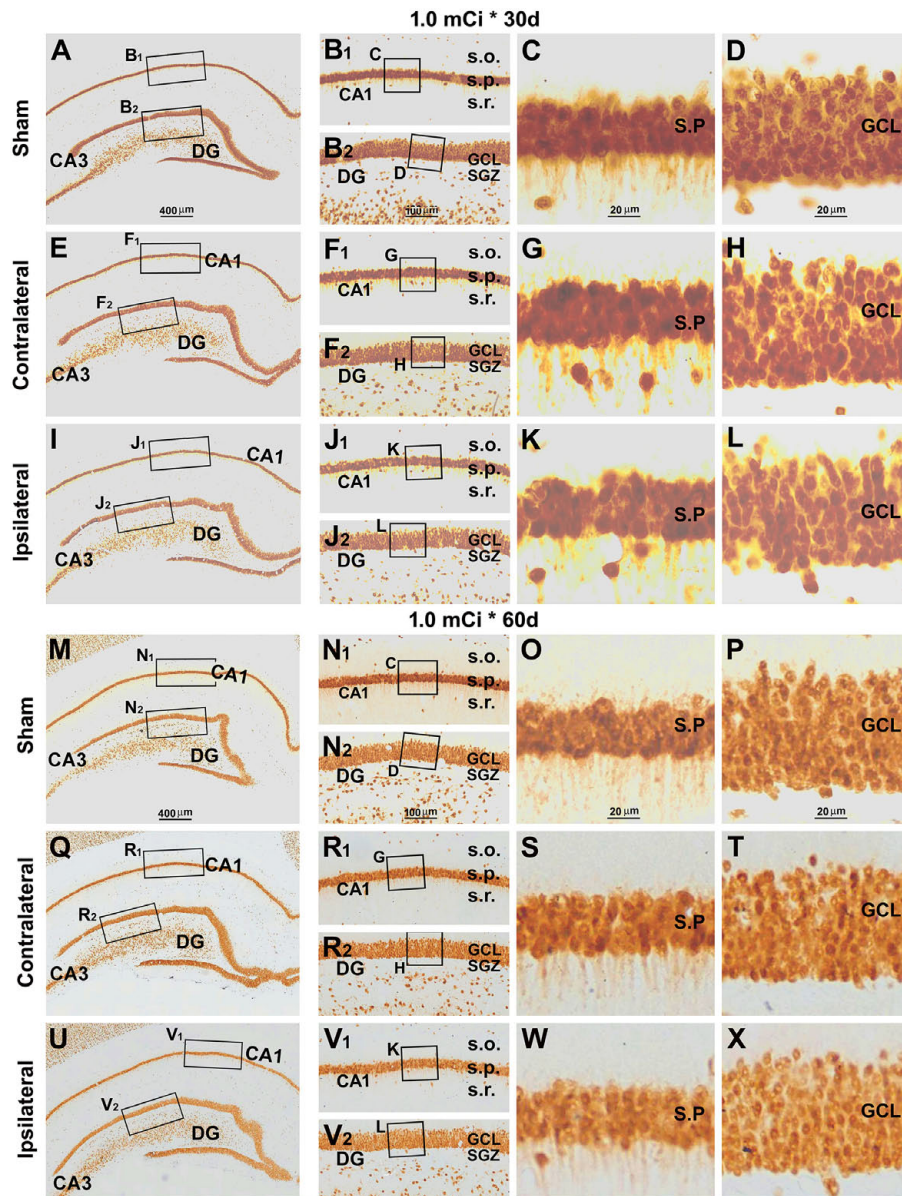 1.0 mCi * 30d
Sham
A
B1
B2
CA3
DG
400 μm
B1
C
s.o.
s.p.
s.r.
CA1
B2
D
DG
GCL
SGZ
100 μm
C
S.P
20 μm
D
GCL
20 μm
Contralateral
E
F1
CA1
F2
DG
CA3
F1
G
s.o.
s.p.
s.r.
CA1
F2
H
DG
GCL
SGZ
G
S.P
H
GCL
Ipsilateral
I
J1
CA1
J2
DG
CA3
J1
K
s.o.
s.p.
s.r.
CA1
J2
L
DG
GCL
SGZ
K
S.P
L
GCL
1.0 mCi * 60d
Sham
M
N1
CA1
N2
DG
CA3
400 μm
N1
C
s.o.
s.p.
s.r.
CA1
N2
D
DG
GCL
SGZ
100 μm
O
S.P
20 μm
P
GCL
20 μm
Contralateral
Q
R1
CA1
R2
DG
CA3
R1
G
s.o.
s.p.
s.r.
CA1
R2
H
DG
GCL
SGZ
S
S.P
T
GCL
Ipsilateral
U
V1
CA1
V2
DG
CA3
V1
K
s.o.
s.p.
s.r.
CA1
V2
L
DG
GCL
SGZ
W
S.P
X
GCL